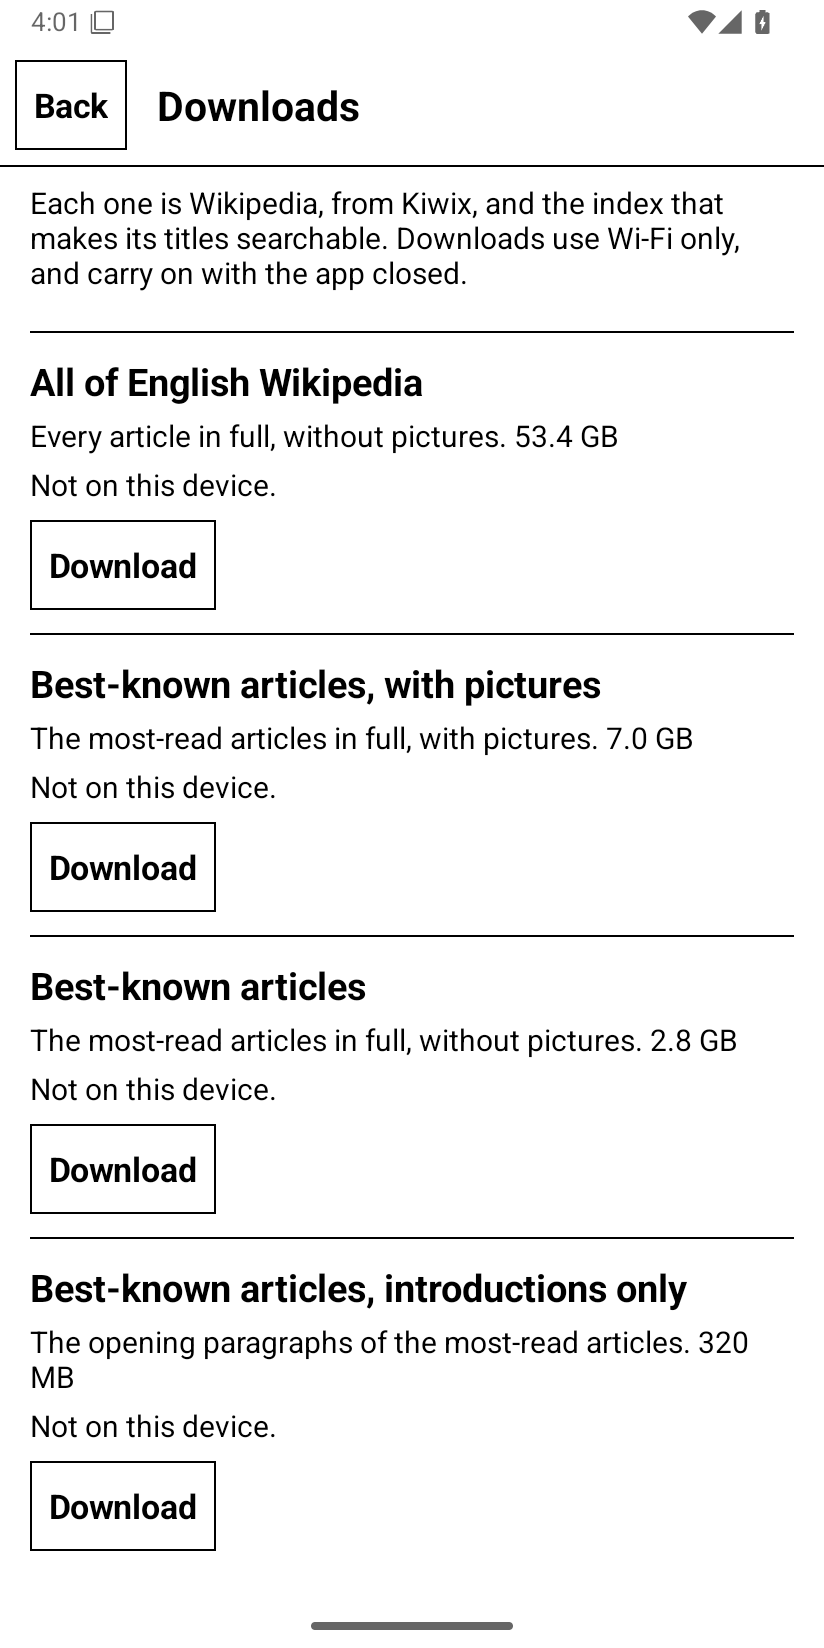 4:01
Back
Downloads
Each one is Wikipedia, from Kiwix, and the index that
makes its titles searchable. Downloads use Wi-Fi only,
and carry on with the app closed.
All of English Wikipedia
Every article in full, without pictures. 53.4 GB
Not on this device.
Download
Best-known articles, with pictures
The most-read articles in full, with pictures. 7.0 GB
Not on this device.
Download
Best-known articles
The most-read articles in full, without pictures. 2.8 GB
Not on this device.
Download
Best-known articles, introductions only
The opening paragraphs of the most-read articles. 320
MB
Not on this device.
Download